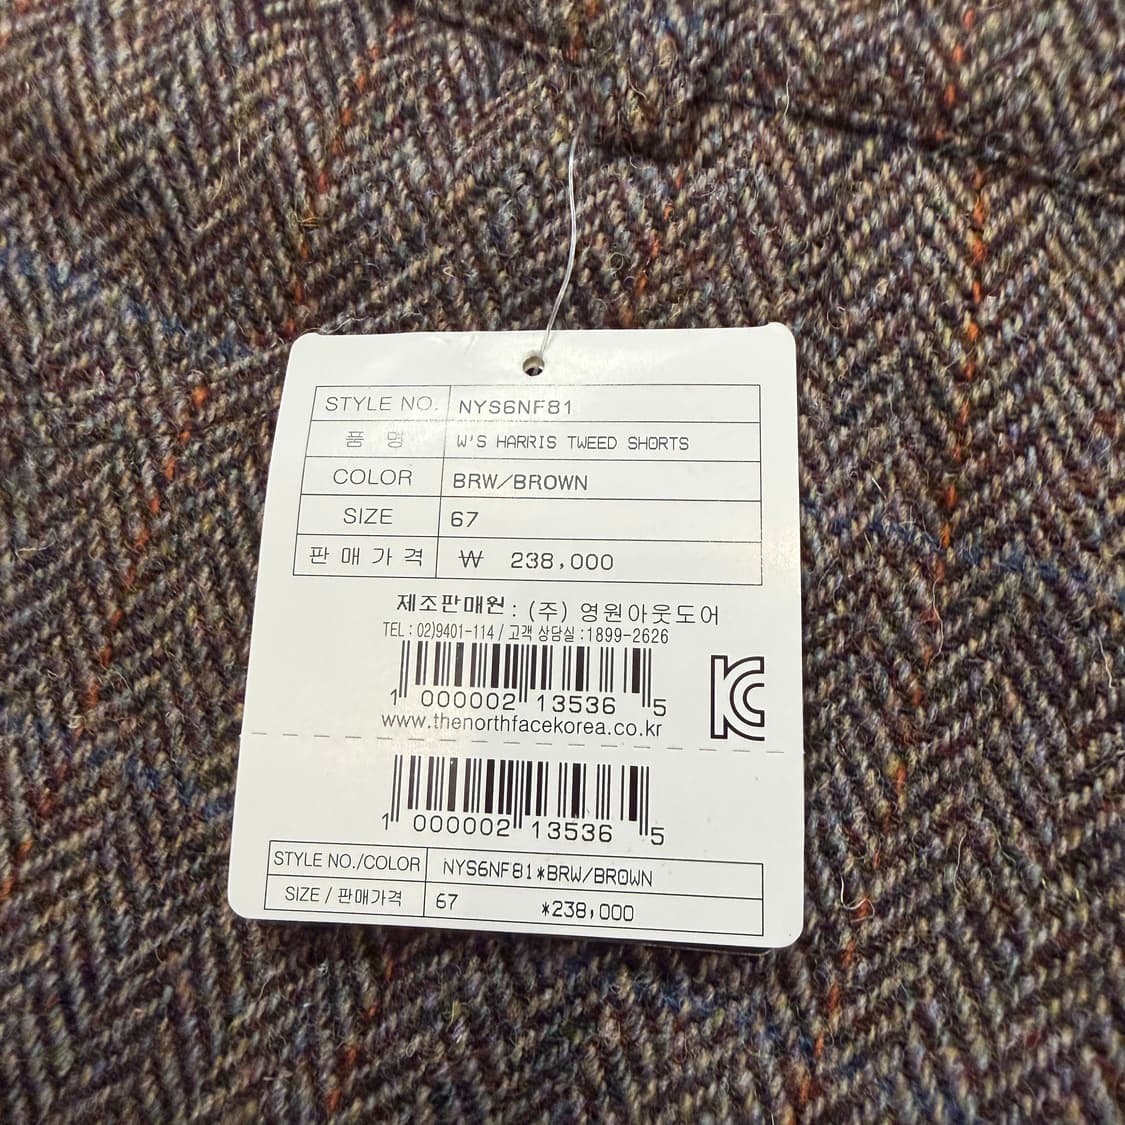 STYLE NO. NYS6NF81
품 명 W'S HARRIS TWEED SHORTS
COLOR BRW/BROWN
SIZE 67
판 매 가 격 ₩ 238,000
제조판매원 : (주) 영원아웃도어
TEL : 02)9401-114 / 고객 상담실 :1899-2626
1 000002 13536 5
www.thenorthfacekorea.co.kr
KC
1 000002 13536 5
STYLE NO./COLOR NYS6NF81*BRW/BROWN
SIZE / 판매가격 67 *238,000